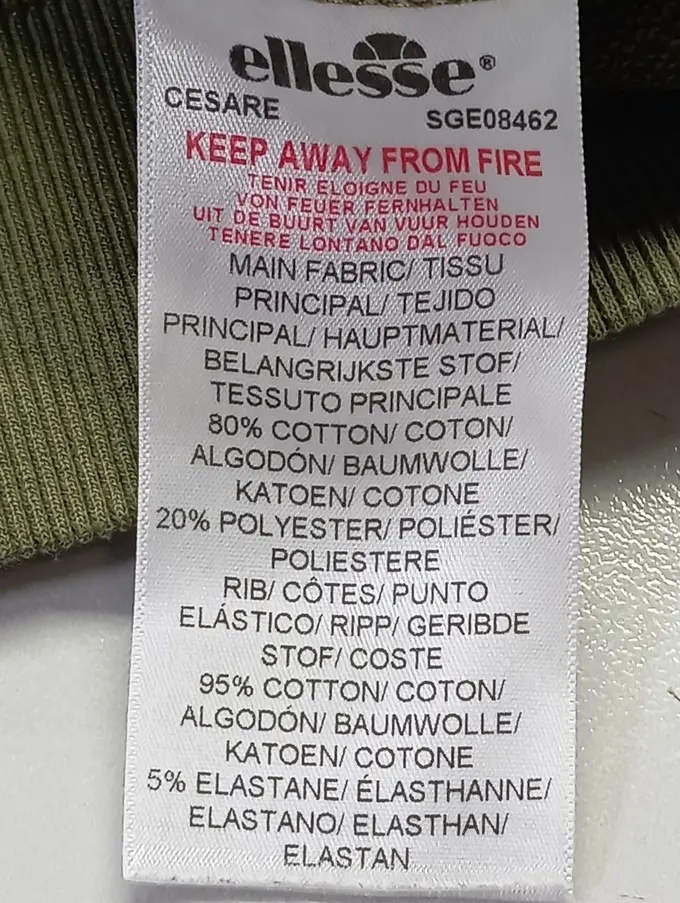 ellesse®
CESARE SGE08462
KEEP AWAY FROM FIRE
TENIR ELOIGNE DU FEU
VON FEUER FERNHALTEN
UIT DE BUURT VAN VUUR HOUDEN
TENERE LONTANO DAL FUOCO
MAIN FABRIC/ TISSU
PRINCIPAL/ TEJIDO
PRINCIPAL/ HAUPTMATERIAL/
BELANGRIJKSTE STOF/
TESSUTO PRINCIPALE
80% COTTON/ COTON/
ALGODÓN/ BAUMWOLLE/
KATOEN/ COTONE
20% POLYESTER/ POLIÉSTER/
POLIESTERE
RIB/ CÔTES/ PUNTO
ELÁSTICO/ RIPP/ GERIBDE
STOF/ COSTE
95% COTTON/ COTON/
ALGODÓN/ BAUMWOLLE/
KATOEN/ COTONE
5% ELASTANE/ ÉLASTHANNE/
ELASTANO/ ELASTHAN/
ELASTAN